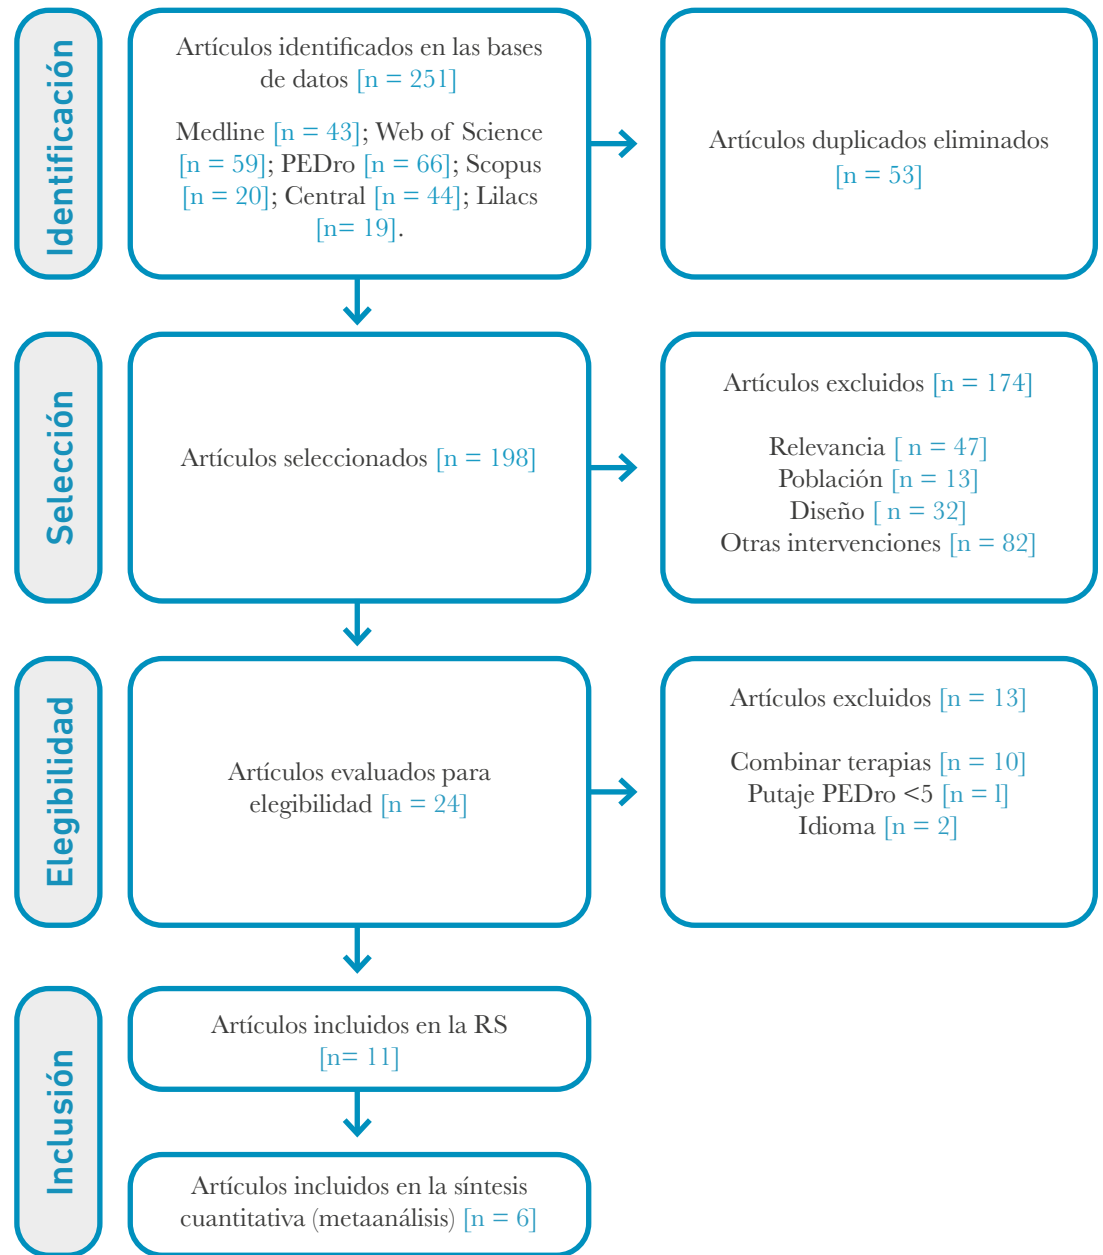 Identificación
Artículos identificados en las bases
de datos [n = 251]
Medline [n = 43]; Web of Science
[n = 59]; PEDro [n = 66]; Scopus
[n = 20]; Central [n = 44]; Lilacs
[n= 19].
Artículos duplicados eliminados
[n = 53]
Selección
Artículos seleccionados [n = 198]
Artículos excluidos [n = 174]
Relevancia [ n = 47]
Población [n = 13]
Diseño [ n = 32]
Otras intervenciones [n = 82]
Elegibilidad
Artículos evaluados para
elegibilidad [n = 24]
Artículos excluidos [n = 13]
Combinar terapias [n = 10]
Putaje PEDro <5 [n = l]
Idioma [n = 2]
Inclusión
Artículos incluidos en la RS
[n= 11]
Artículos incluidos en la síntesis
cuantitativa (metaanálisis) [n = 6]